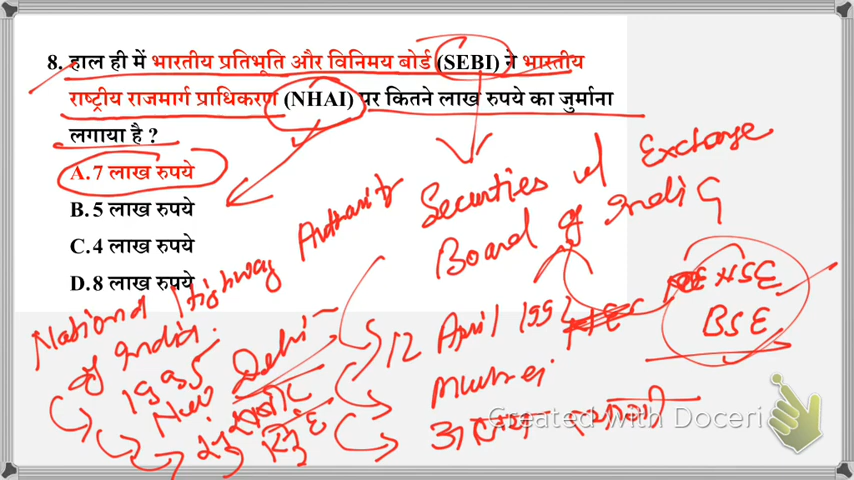 8. हाल ही में भारतीय प्रतिभूति और विनिमय बोर्ड (SEBI) ने भारतीय
राष्ट्रीय राजमार्ग प्राधिकरण (NHAI) पर कितने लाख रुपये का जुर्माना
लगाया है ?
A. 7 लाख रुपये
B. 5 लाख रुपये
C. 4 लाख रुपये
D. 8 लाख रुपये
Securities Exchange
Board of India
National Highway Authority
of India.
1995
New Delhi
12 April 1992
Mumbai
अजय त्यागी
NSE
BSE
Created with Doceri